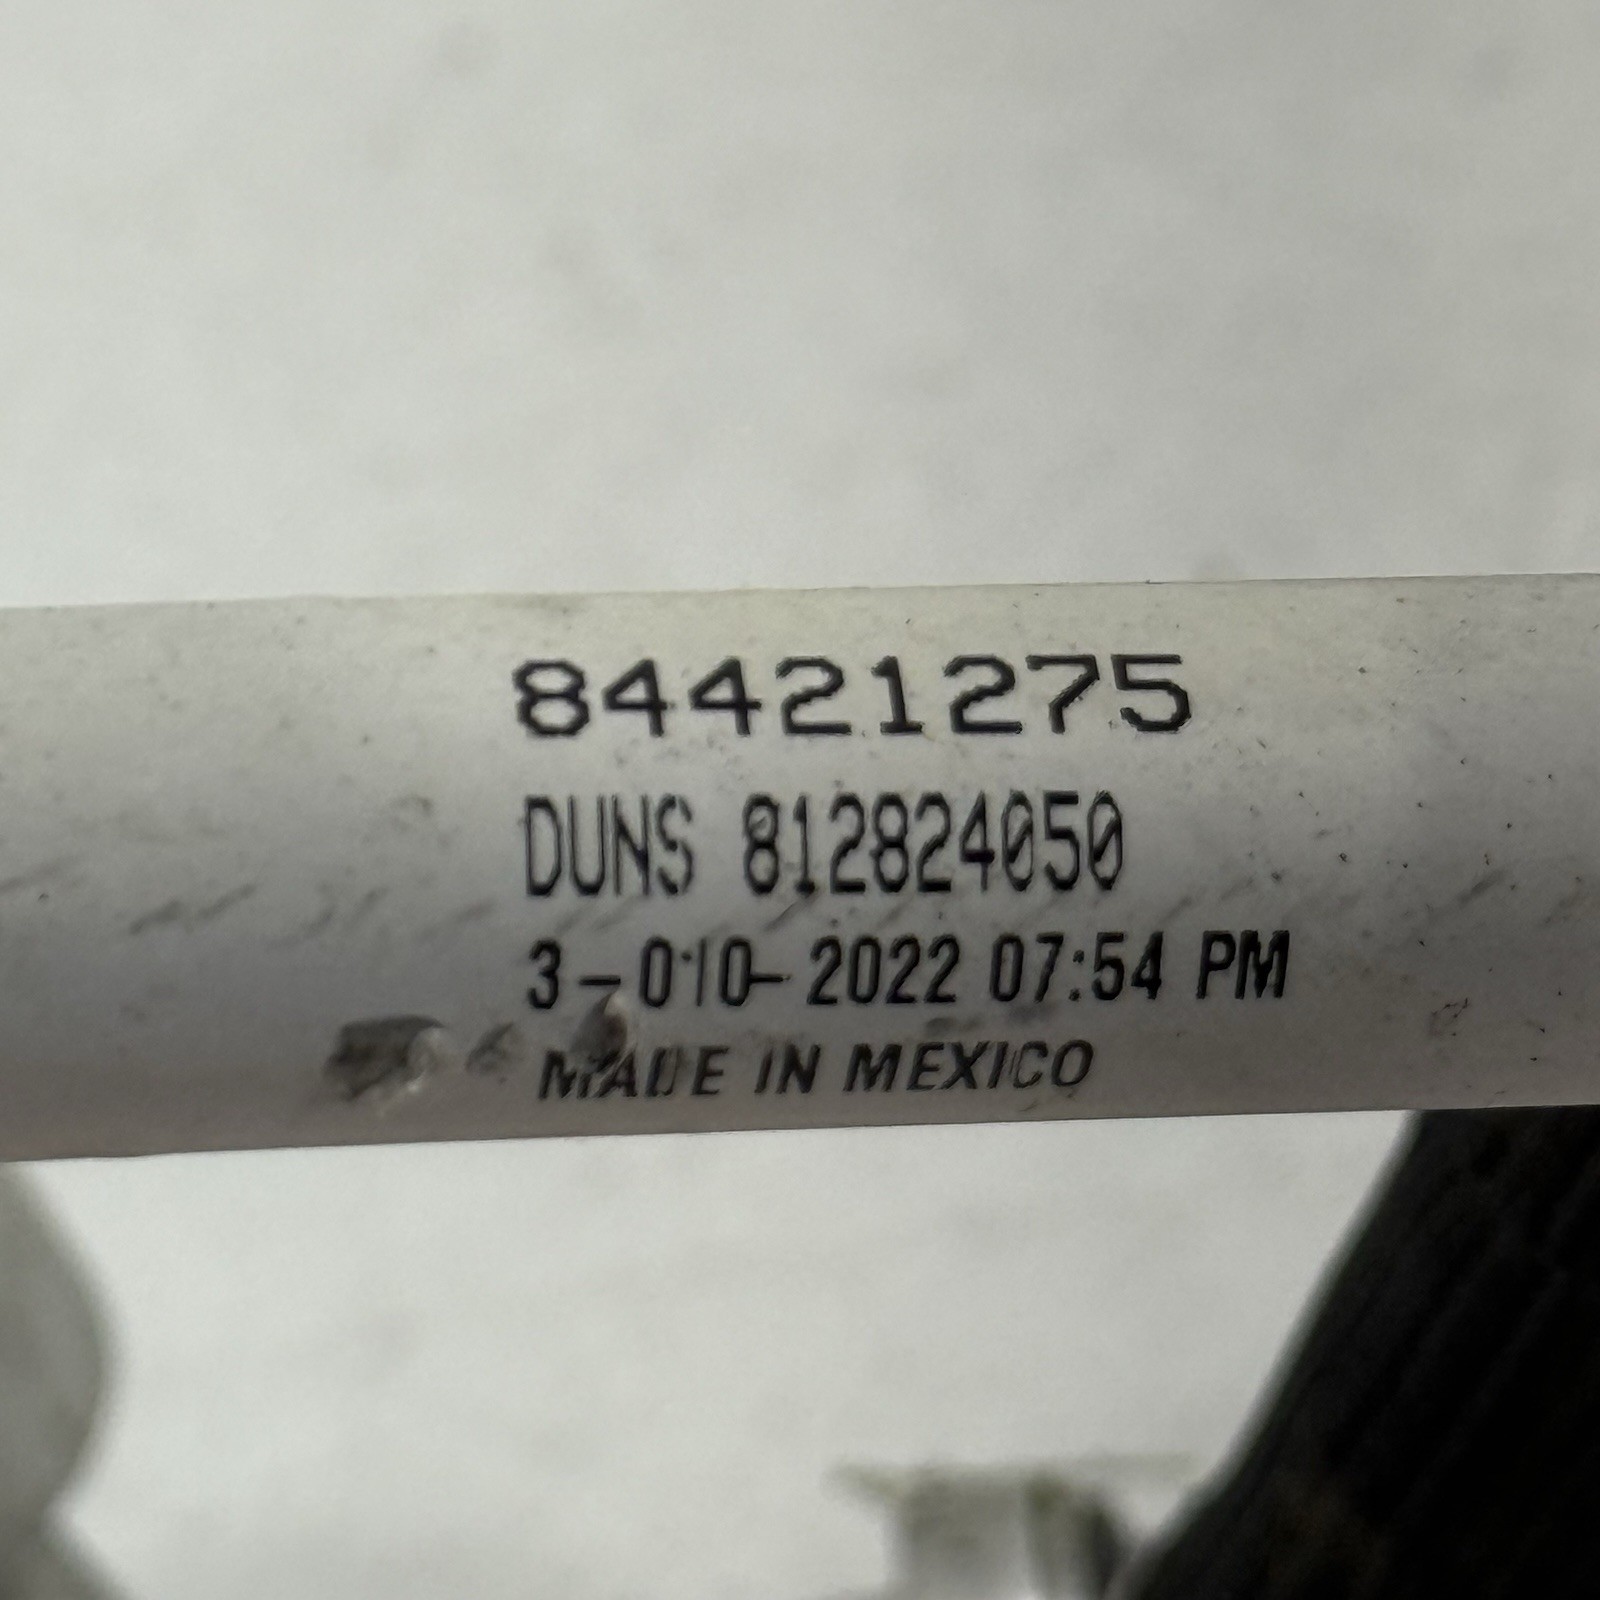 84421275
DUNS 812824050
3-010-2022 07:54 PM
MADE IN MEXICO